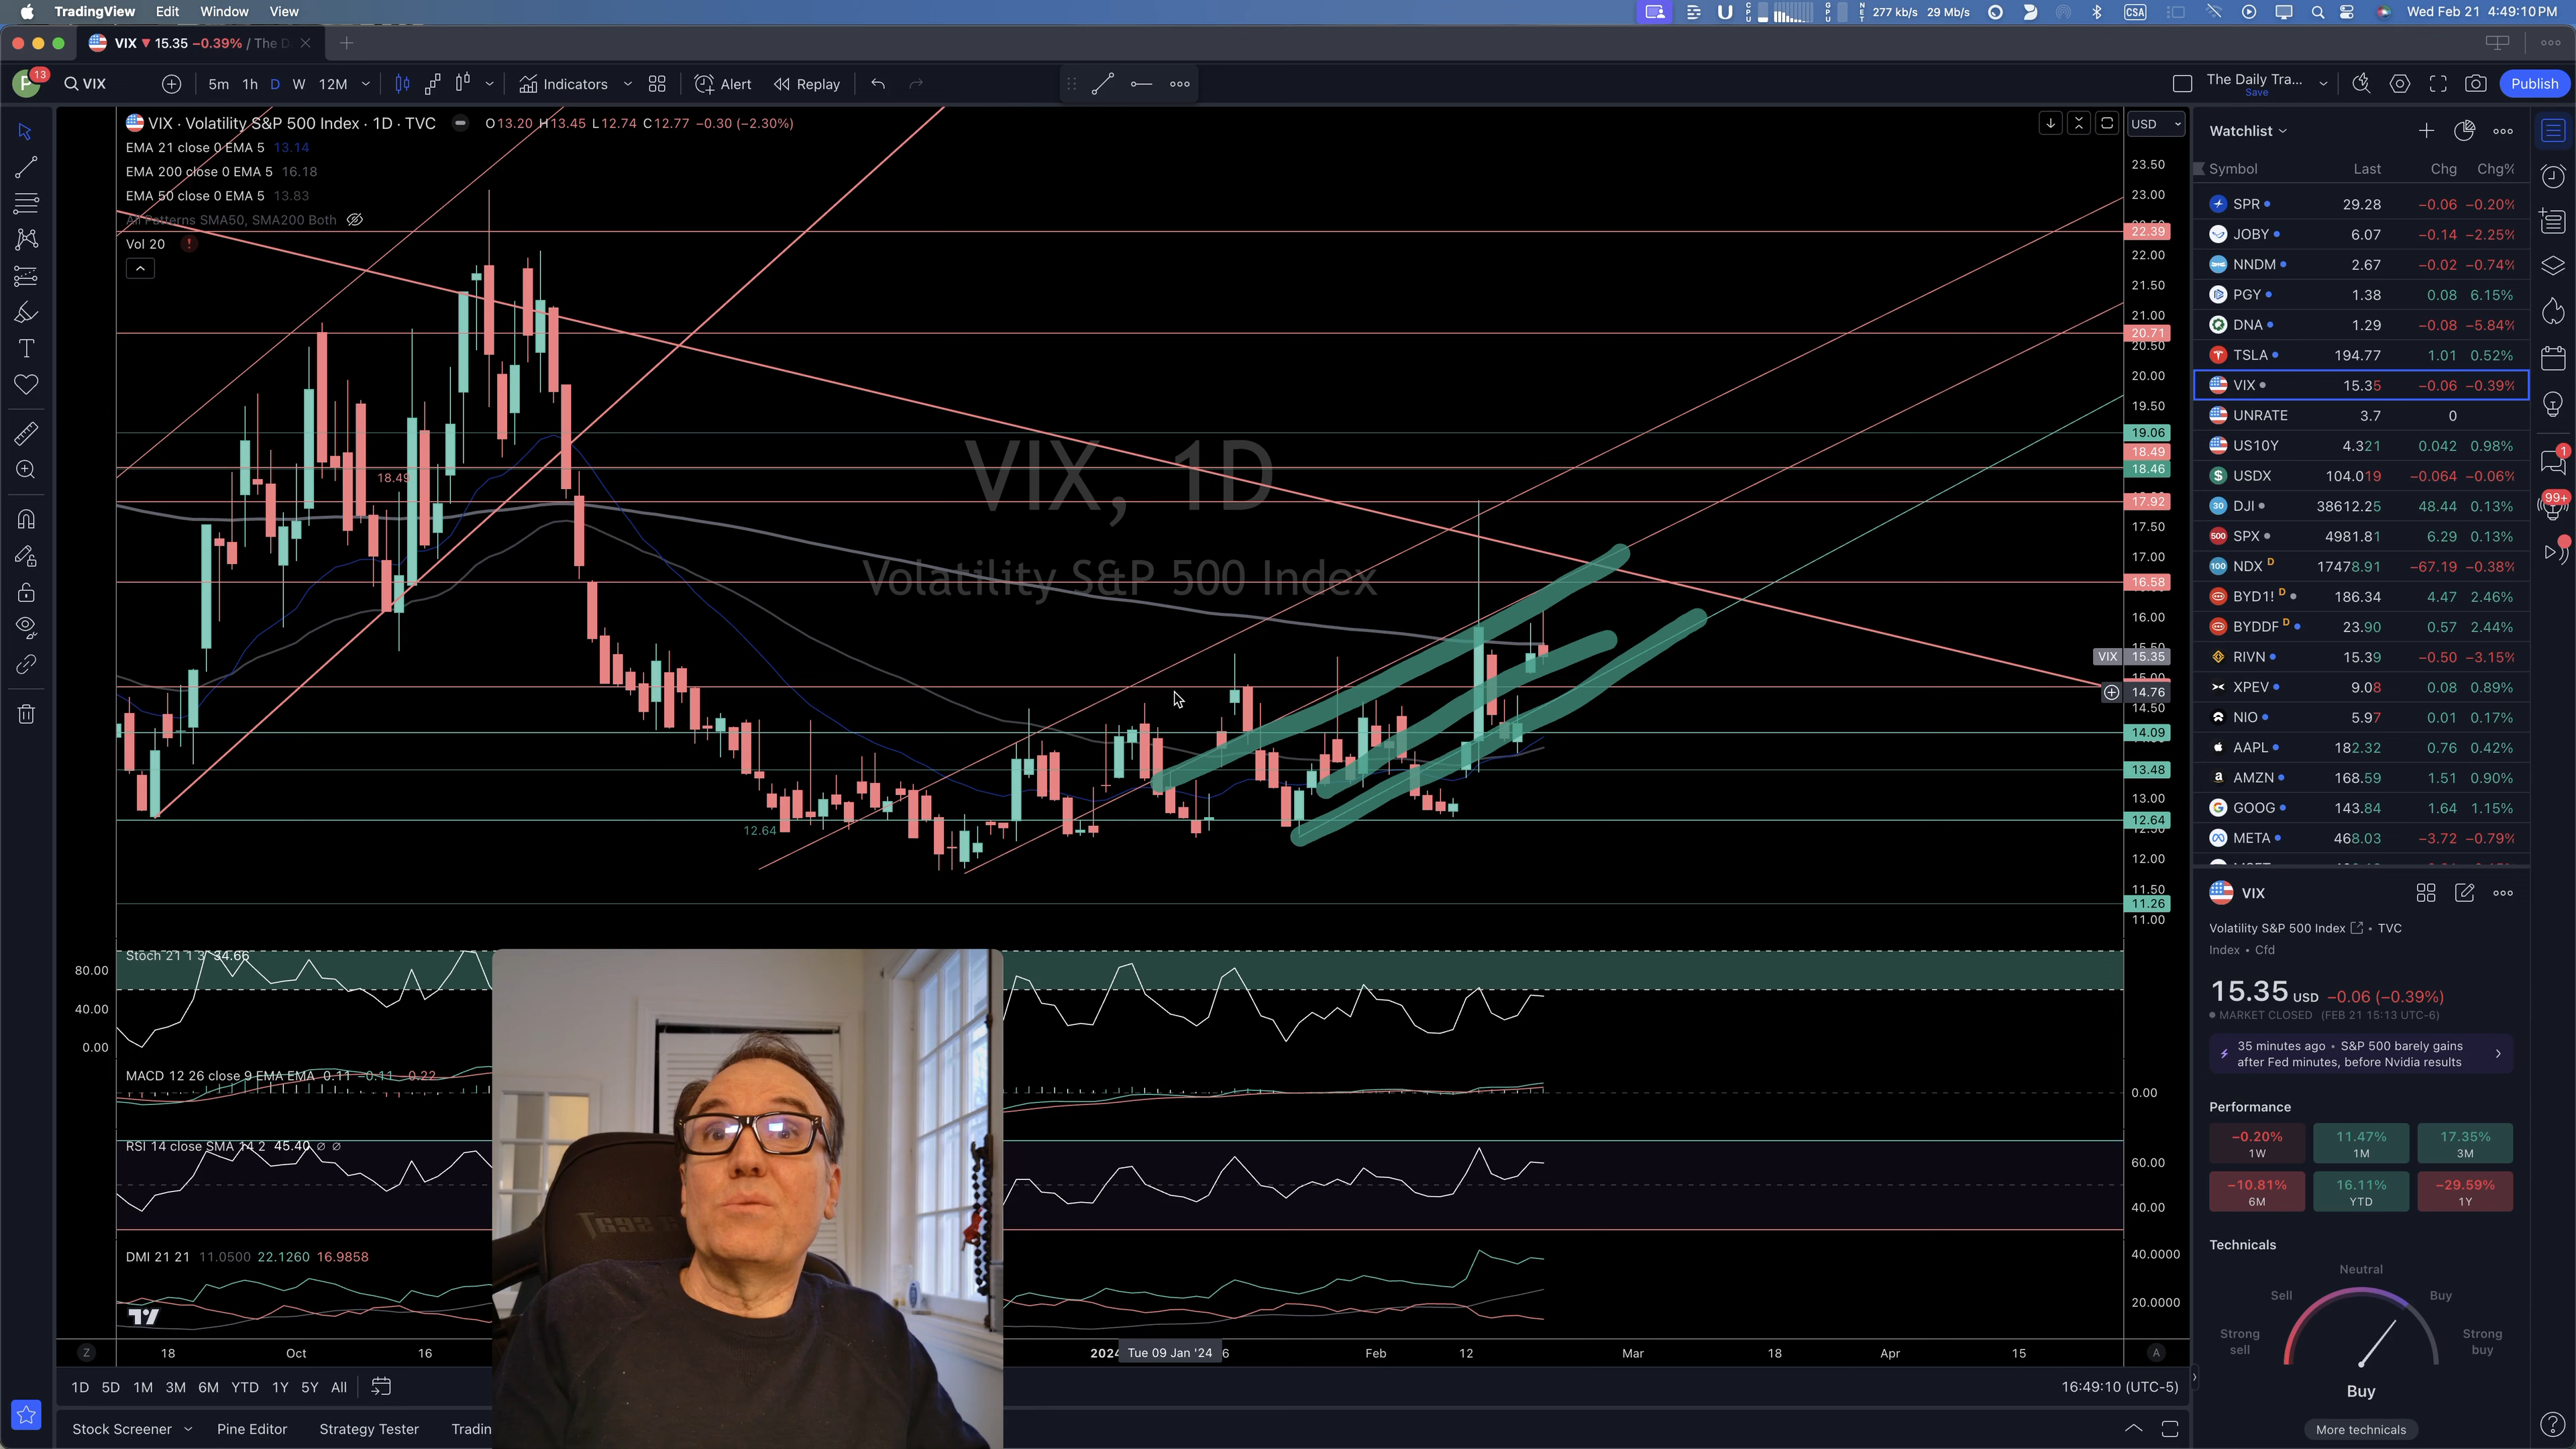 TradingView Edit Window View
277 kb/s 29 Mb/s CSA Wed Feb 21 4:49:10 PM
VIX 15.35 −0.39% / The D
P 13 VIX 5m 1h D W 12M Indicators Alert Replay The Daily Tra... Save Publish
VIX · Volatility S&P 500 Index · 1D · TVC O13.20 H13.45 L12.74 C12.77 −0.30 (−2.30%)
EMA 21 close 0 EMA 5 13.14
EMA 200 close 0 EMA 5 16.18
EMA 50 close 0 EMA 5 13.83
All Patterns SMA50, SMA200 Both
Vol 20
VIX, 1D
Volatility S&P 500 Index
18.49
12.64
USD
23.50
23.00
22.39
22.00
21.50
21.00
20.71
20.50
20.00
19.50
19.06
18.49
18.46
17.92
17.50
17.00
16.58
16.00
VIX 15.35
14.76
14.50
14.09
13.48
13.00
12.64
12.00
11.50
11.26
11.00
Stoch 21 1 3 34.66
80.00
40.00
0.00
MACD 12 26 close 9 EMA EMA 0.11 −0.11 −0.22
0.00
RSI 14 close SMA 14 2 45.40 ∅ ∅
60.00
40.00
DMI 21 21 11.0500 22.1260 16.9858
40.0000
20.0000
Z 18 Oct 16 2024 Tue 09 Jan '24 6 Feb 12 Mar 18 Apr 15 A
1D 5D 1M 3M 6M YTD 1Y 5Y All 16:49:10 (UTC-5)
Stock Screener Pine Editor Strategy Tester Tradin
Watchlist
Symbol Last Chg Chg%
SPR 29.28 −0.06 −0.20%
JOBY 6.07 −0.14 −2.25%
NNDM 2.67 −0.02 −0.74%
PGY 1.38 0.08 6.15%
DNA 1.29 −0.08 −5.84%
TSLA 194.77 1.01 0.52%
VIX 15.35 −0.06 −0.39%
UNRATE 3.7 0
US10Y 4.321 0.042 0.98%
USDX 104.019 −0.064 −0.06%
DJI 38612.25 48.44 0.13%
SPX 4981.81 6.29 0.13%
NDX D 17478.91 −67.19 −0.38%
BYD1! D 186.34 4.47 2.46%
BYDDF D 23.90 0.57 2.44%
RIVN 15.39 −0.50 −3.15%
XPEV 9.08 0.08 0.89%
NIO 5.97 0.01 0.17%
AAPL 182.32 0.76 0.42%
AMZN 168.59 1.51 0.90%
GOOG 143.84 1.64 1.15%
META 468.03 −3.72 −0.79%
VIX
Volatility S&P 500 Index • TVC
Index • Cfd
15.35 USD −0.06 (−0.39%)
MARKET CLOSED (FEB 21 15:13 UTC-6)
35 minutes ago • S&P 500 barely gains
after Fed minutes, before Nvidia results
Performance
−0.20% 11.47% 17.35%
1W 1M 3M
−10.81% 16.11% −29.59%
6M YTD 1Y
Technicals
Neutral
Sell Buy
Strong sell Strong buy
Buy
More technicals
1
99+